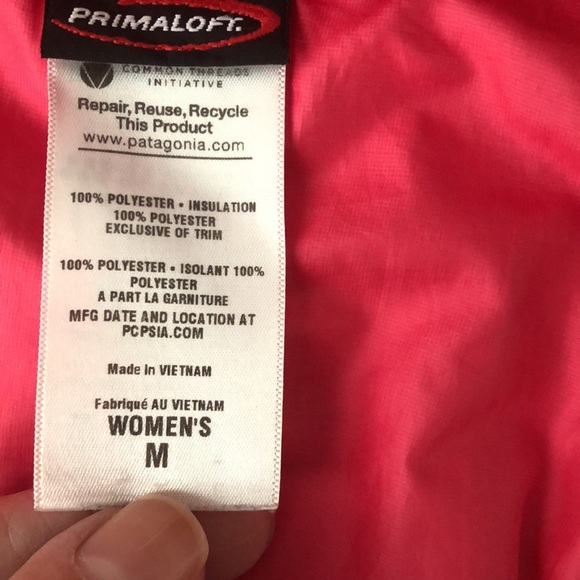 PRIMALOFT.
COMMON THREADS
INITIATIVE
Repair, Reuse, Recycle
This Product
www.patagonia.com
100% POLYESTER • INSULATION
100% POLYESTER
EXCLUSIVE OF TRIM
100% POLYESTER • ISOLANT 100%
POLYESTER
A PART LA GARNITURE
MFG DATE AND LOCATION AT
PCPSIA.COM
Made in VIETNAM
Fabriqué AU VIETNAM
WOMEN'S
M